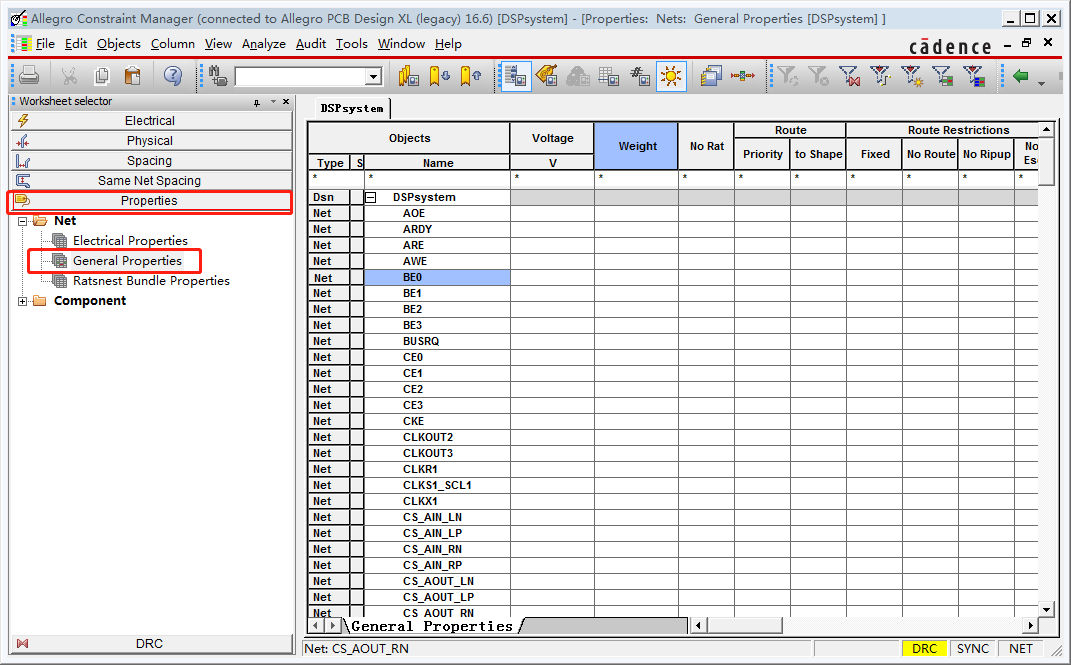 Allegro Constraint Manager (connected to Allegro PCB Design XL (legacy) 16.6) [DSPsystem] - [Properties: Nets: General Properties [DSPsystem] ]
File Edit Objects Column View Analyze Audit Tools Window Help
cādence
Worksheet selector
Electrical
Physical
Spacing
Same Net Spacing
Properties
Net
Electrical Properties
General Properties
Ratsnest Bundle Properties
Component
DRC
DSPsystem
Objects Voltage Weight No Rat Route Route Restrictions
Priority to Shape Fixed No Route No Ripup No
Type S Name V
* * * * * * * * * * *
Dsn DSPsystem
Net AOE
Net ARDY
Net ARE
Net AWE
Net BE0
Net BE1
Net BE2
Net BE3
Net BUSRQ
Net CE0
Net CE1
Net CE2
Net CE3
Net CKE
Net CLKOUT2
Net CLKOUT3
Net CLKR1
Net CLKS1_SCL1
Net CLKX1
Net CS_AIN_LN
Net CS_AIN_LP
Net CS_AIN_RN
Net CS_AIN_RP
Net CS_AOUT_LN
Net CS_AOUT_LP
Net CS_AOUT_RN
General Properties
Net: CS_AOUT_RN DRC SYNC NET